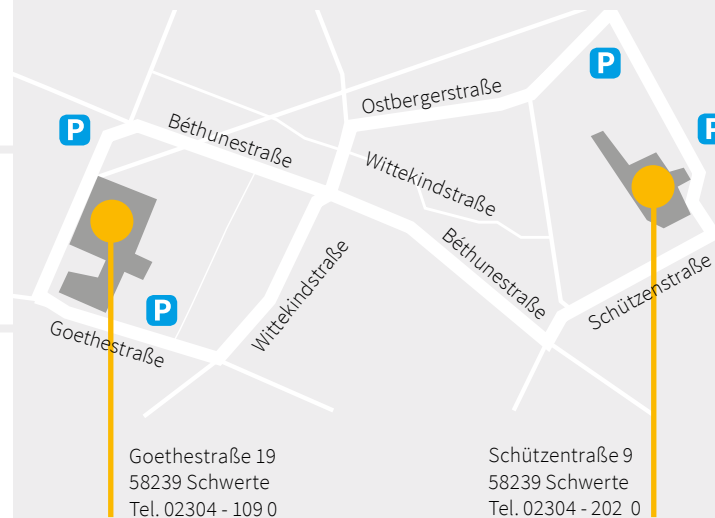 P
Ostbergerstraße
P
P
Béthunestraße
Wittekindstraße
Béthunestraße
Wittekindstraße
Schützenstraße
P
Goethestraße
Goethestraße 19
58239 Schwerte
Tel. 02304 - 109 0
Schützentraße 9
58239 Schwerte
Tel. 02304 - 202 0